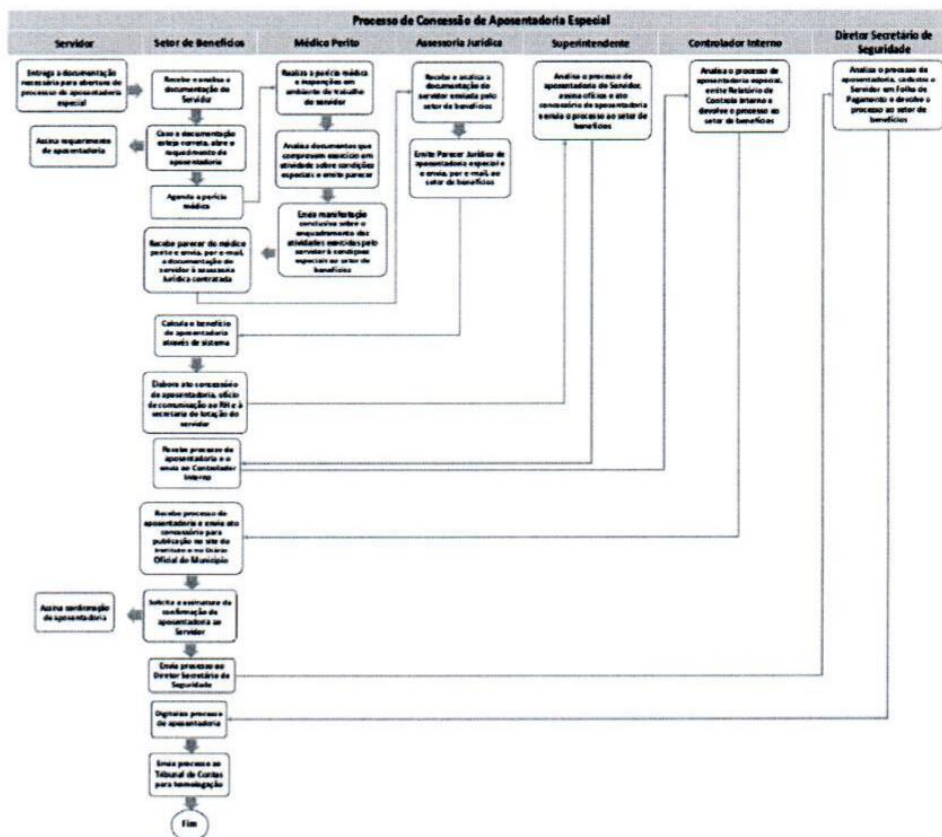 Processo de Concessão de Aposentadoria Especial
Servidor
Setor de Benefícios
Médico Perito
Assessoria Jurídica
Superintendente
Controlador Interno
Diretor Secretário de
Seguridade
Entrega a documentação
necessária para abertura de
processo de aposentadoria
especial
Recebe e analisa a
documentação do
Servidor
Realiza a perícia médica
e inspeções em
ambiente de trabalho do
servidor
Recebe e analisa a
documentação do
servidor enviada pelo
setor de benefícios
Analisa o processo de
aposentadoria do Servidor,
assina ofícios e ato
concessório de aposentadoria
e envia o processo ao setor de
benefícios
Analisa o processo de
aposentadoria especial,
emite Relatório de
Controle Interno e
devolve o processo ao
setor de benefícios
Analisa o processo de
aposentadoria, cadastra o
Servidor em Folha de
Pagamento e devolve o
processo ao setor de
benefícios
Assina requerimento
de aposentadoria
Caso a documentação
esteja correta, abre o
requerimento de
aposentadoria
Analisa documentos que
comprovem exercício em
atividade sobre condições
especiais e emite parecer
Emite Parecer Jurídico de
aposentadoria especial e
envia, por e-mail, ao setor
de benefícios
Agenda a perícia
médica
Envia manifestação
conclusiva sobre o
enquadramento das
atividades exercidas pelo
servidor à condições
especiais ao setor de
benefícios
Recebe parecer do médico
perito e envia, por e-mail,
a documentação do
servidor à assessoria
Jurídica contratada
Calcula o benefício
de aposentadoria
através de sistema
Elabora ato concessório
de aposentadoria, ofício
de comunicação ao RH e à
secretaria de lotação do
servidor
Recebe processo de
aposentadoria e o
envia ao Controlador
Interno
Recebe processo de
aposentadoria e envia ato
concessório para
publicação no site do
Instituto e no Diário
Oficial do Município
Assina confirmação
de aposentadoria
Solicita a assinatura da
confirmação de
aposentadoria ao
Servidor
Envia processo ao
Diretor Secretário de
Seguridade
Digitaliza processo
de aposentadoria
Envia processo ao
Tribunal de Contas
para homologação
Fim